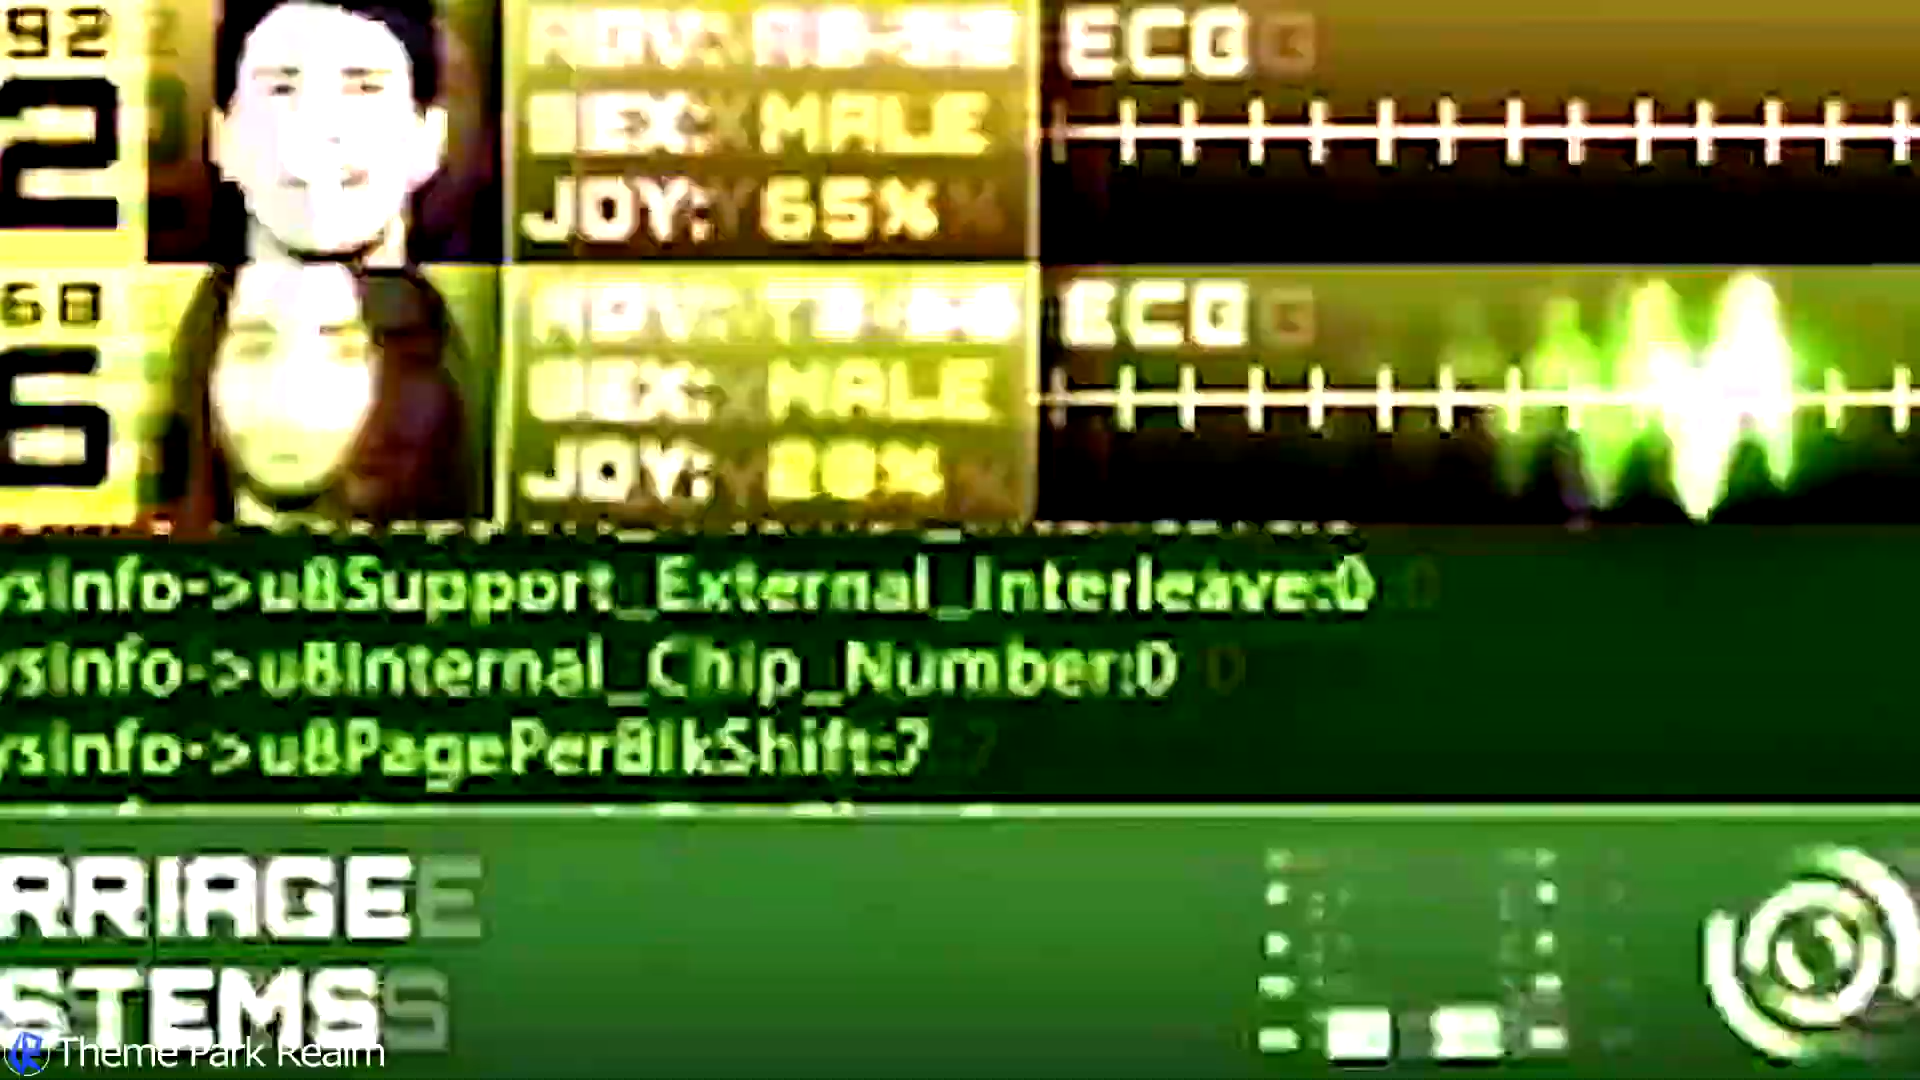 92
2
SEX: MALE
JOY: 65%
ECG
68
6
SEX: MALE
JOY: 20%
ECG
ysInfo->u8Support_External_Interleave:0
ysInfo->u8Internal_Chip_Number:0
ysInfo->u8PagePerBlkShift:7
RRIAGE
STEMS
Theme Park Realm